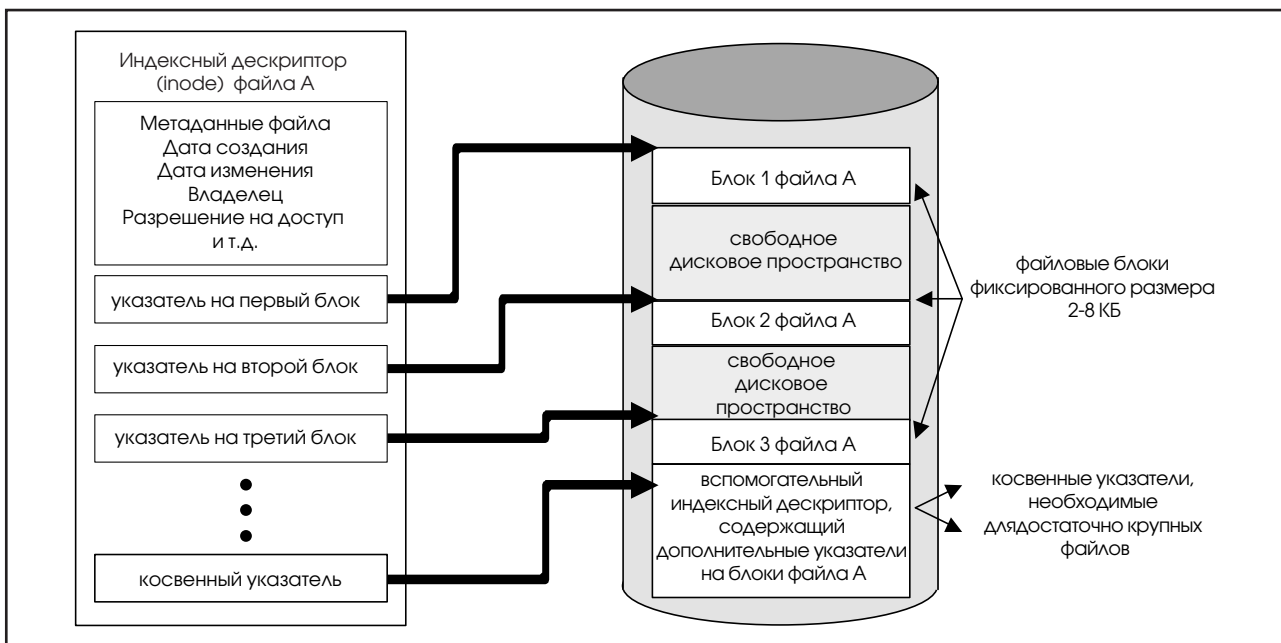 Индексный дескриптор
(inode) файла А
Метаданные файла
Дата создания
Дата изменения
Владелец
Разрешение на доступ
и т.д.
указатель на первый блок
указатель на второй блок
указатель на третий блок
косвенный указатель
Блок 1 файла А
свободное
дисковое пространство
Блок 2 файла А
свободное
дисковое
пространство
Блок 3 файла А
вспомогательный
индексный дескриптор,
содержащий
дополнительные указатели
на блоки файла А
файловые блоки
фиксированного размера
2-8 КБ
косвенные указатели,
необходимые
длядостаточно крупных
файлов